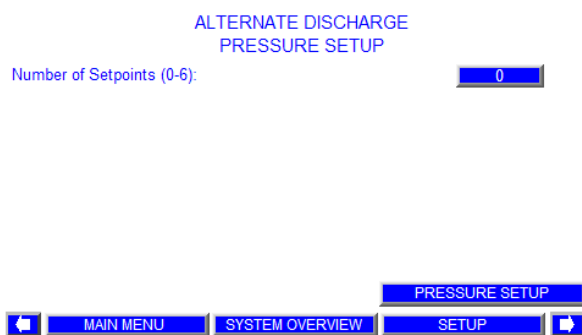 ALTERNATE DISCHARGE
PRESSURE SETUP
Number of Setpoints (0-6): 0
PRESSURE SETUP
MAIN MENU SYSTEM OVERVIEW SETUP